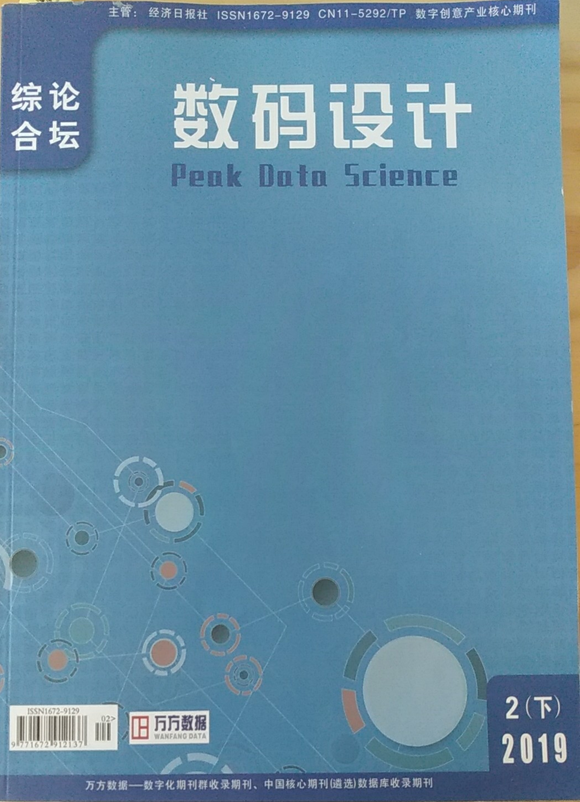 主管： 经济日报社 ISSN1672-9129 CN11-5292/TP 数字创意产业核心期刊
综论
合坛
数码设计
Peak Data Science
2（下）
2019
ISSN1672-9129
02>
9 771672 912137
万方数据
WANFANG DATA
万方数据——数字化期刊群收录期刊、中国核心期刊(遴选)数据库收录期刊